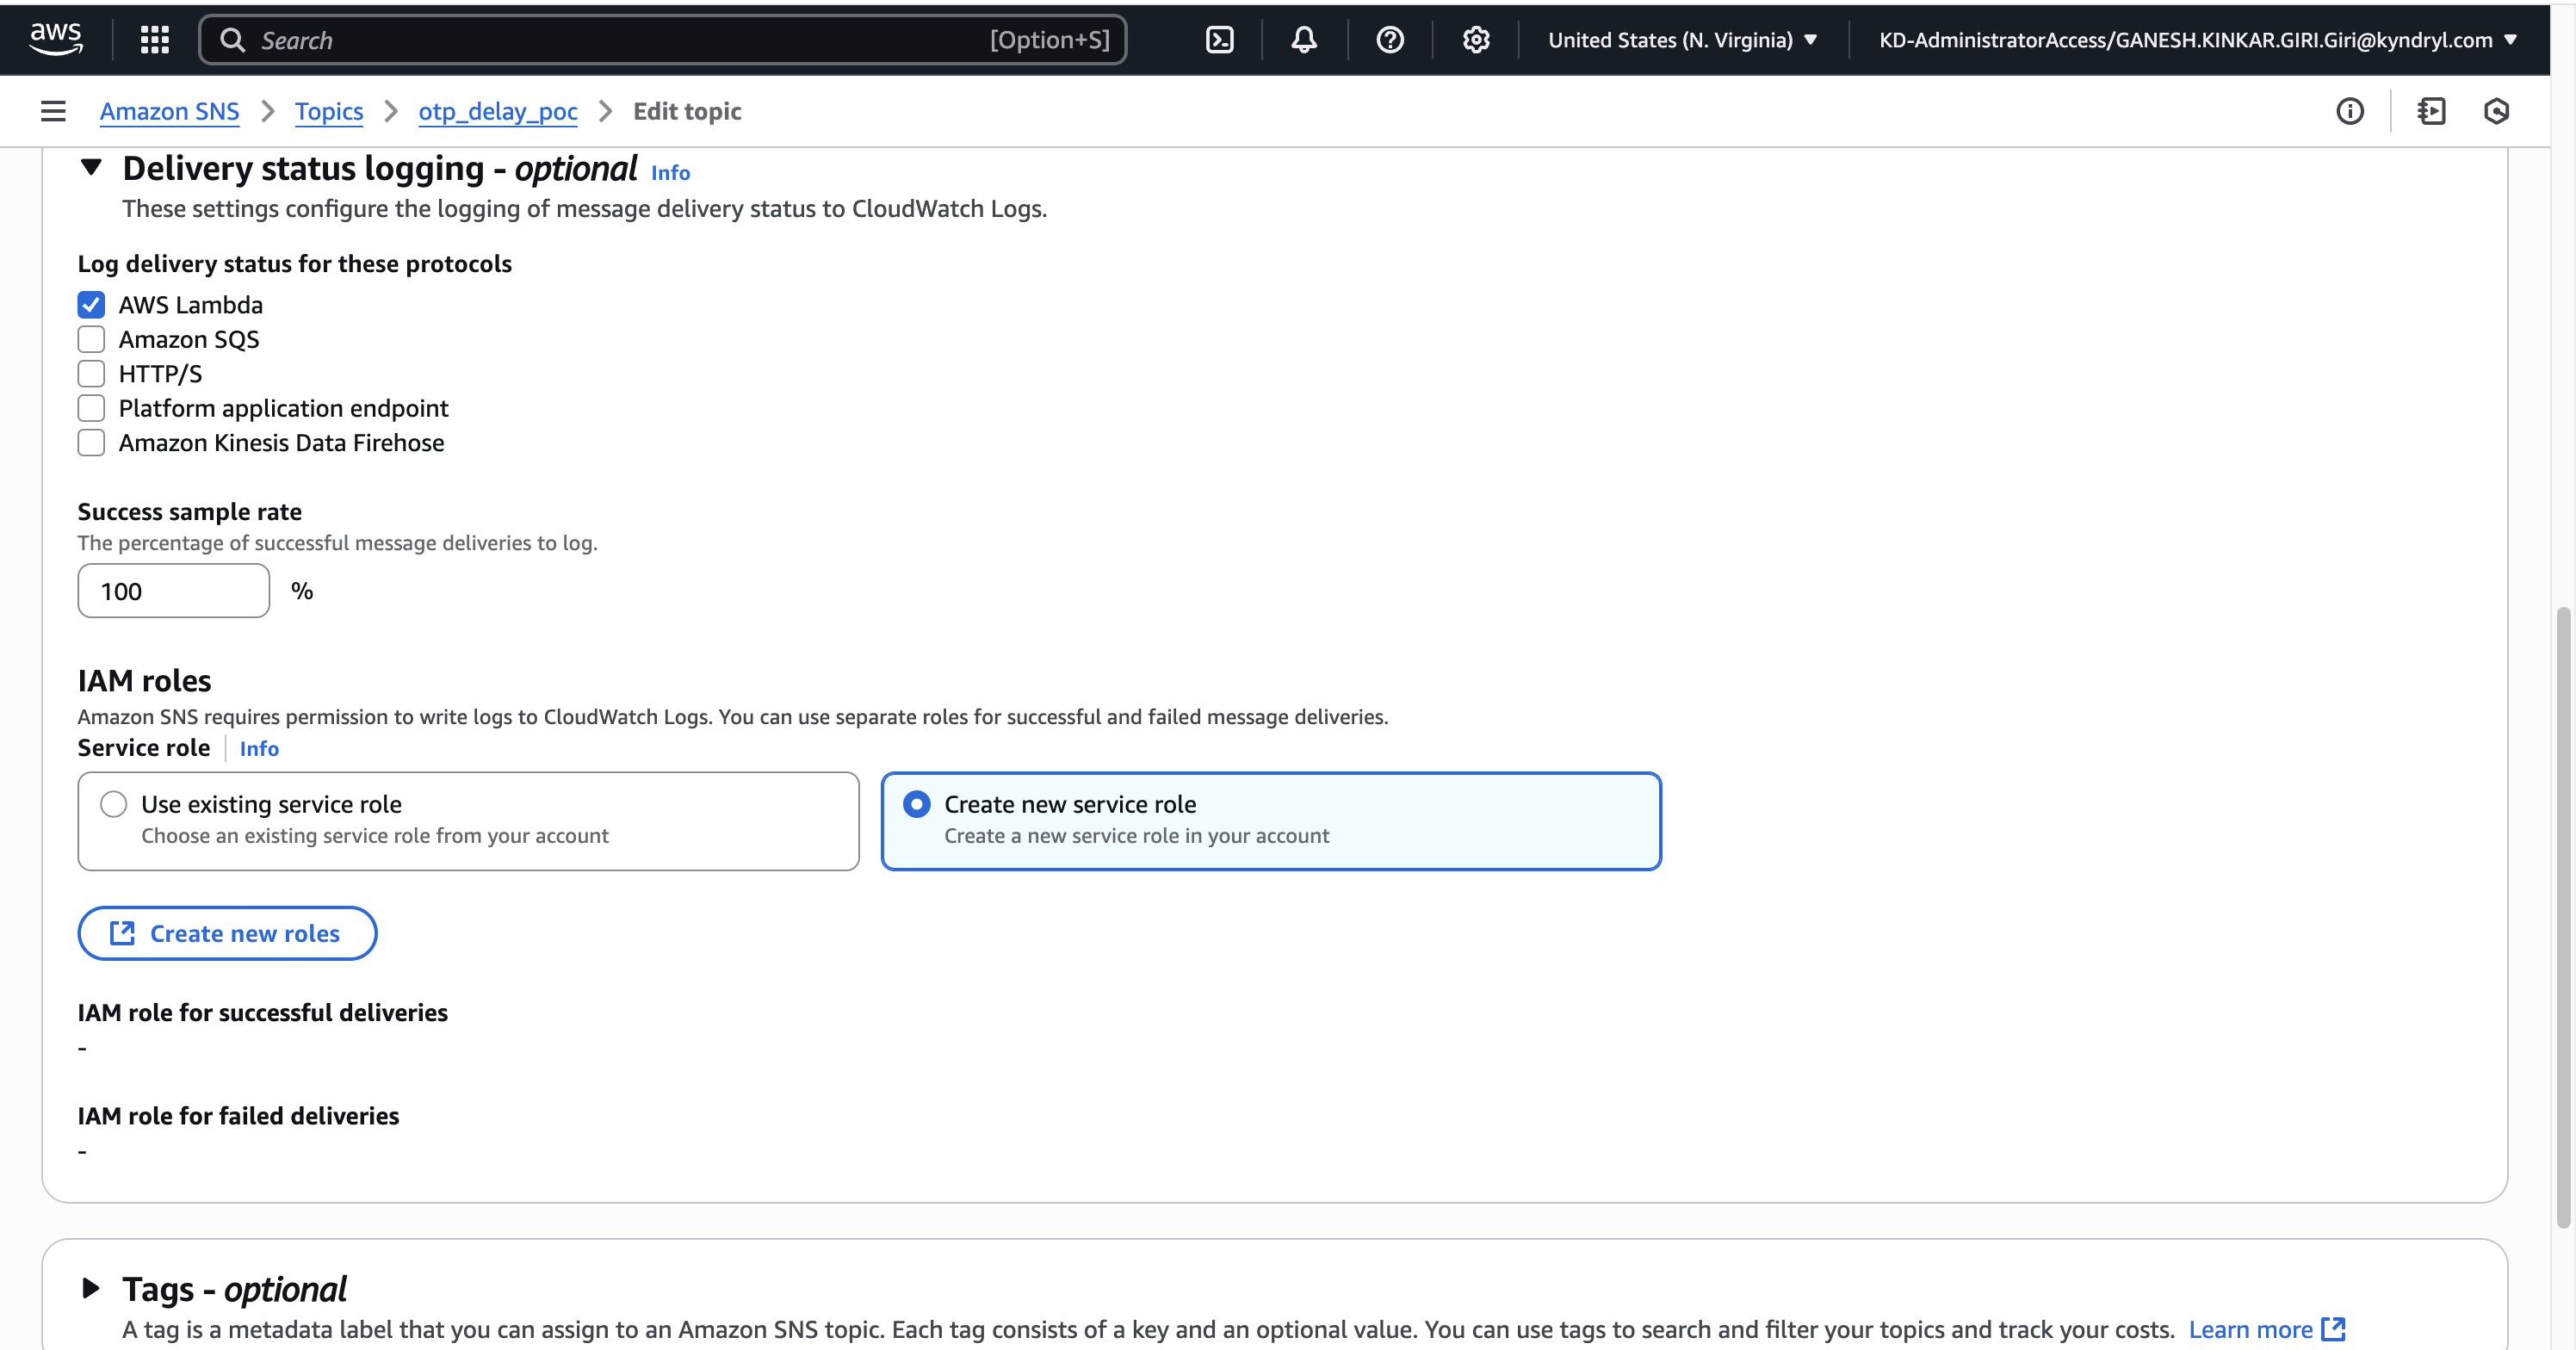 aws
Search [Option+S]
United States (N. Virginia)
KD-AdministratorAccess/GANESH.KINKAR.GIRI.Giri@kyndryl.com
Amazon SNS > Topics > otp_delay_poc > Edit topic
Delivery status logging - optional Info
These settings configure the logging of message delivery status to CloudWatch Logs.
Log delivery status for these protocols
AWS Lambda
Amazon SQS
HTTP/S
Platform application endpoint
Amazon Kinesis Data Firehose
Success sample rate
The percentage of successful message deliveries to log.
100 %
IAM roles
Amazon SNS requires permission to write logs to CloudWatch Logs. You can use separate roles for successful and failed message deliveries.
Service role Info
Use existing service role
Choose an existing service role from your account
Create new service role
Create a new service role in your account
Create new roles
IAM role for successful deliveries
-
IAM role for failed deliveries
-
Tags - optional
A tag is a metadata label that you can assign to an Amazon SNS topic. Each tag consists of a key and an optional value. You can use tags to search and filter your topics and track your costs. Learn more